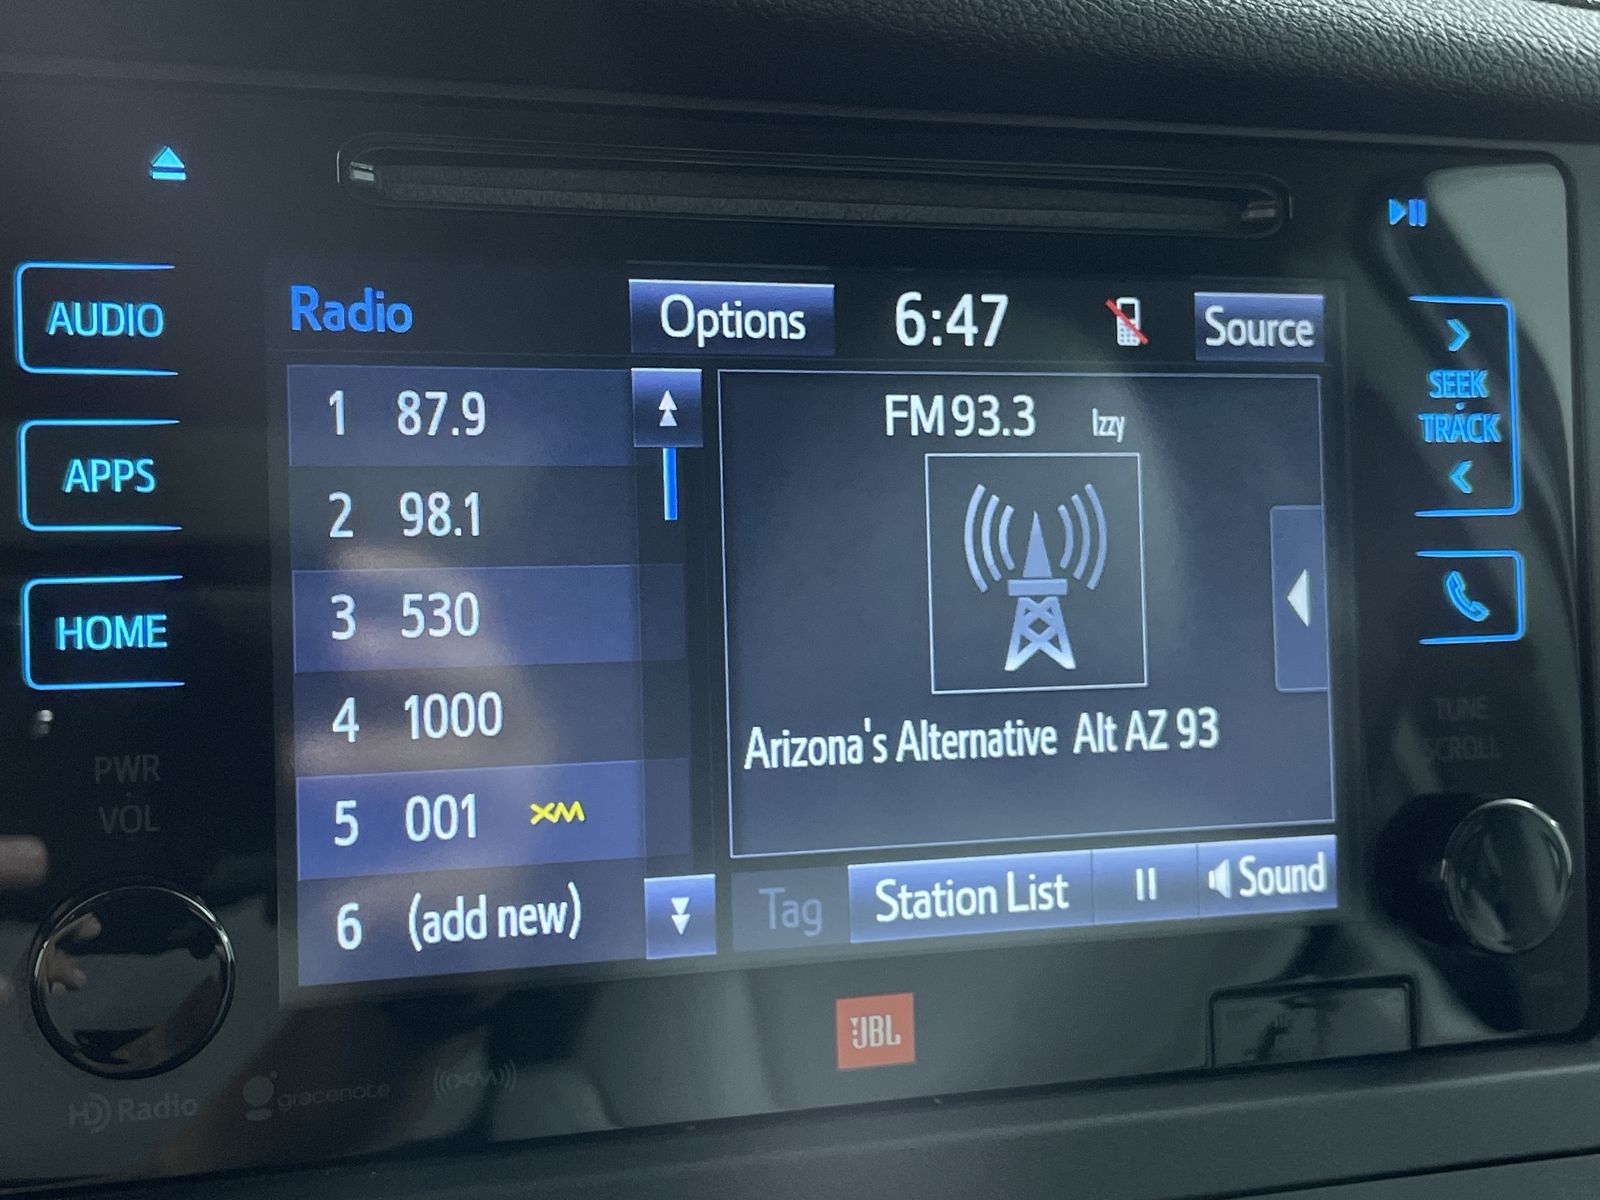 AUDIO
APPS
HOME
PWR
VOL
Radio
Options
6:47
Source
1 87.9
2 98.1
3 530
4 1000
5 001 XM
6 (add new)
FM 93.3 Izzy
Arizona's Alternative Alt AZ 93
Tag
Station List
Sound
SEEK
TRACK
TUNE
SCROLL
JBL
HD Radio
gracenote
((XM))